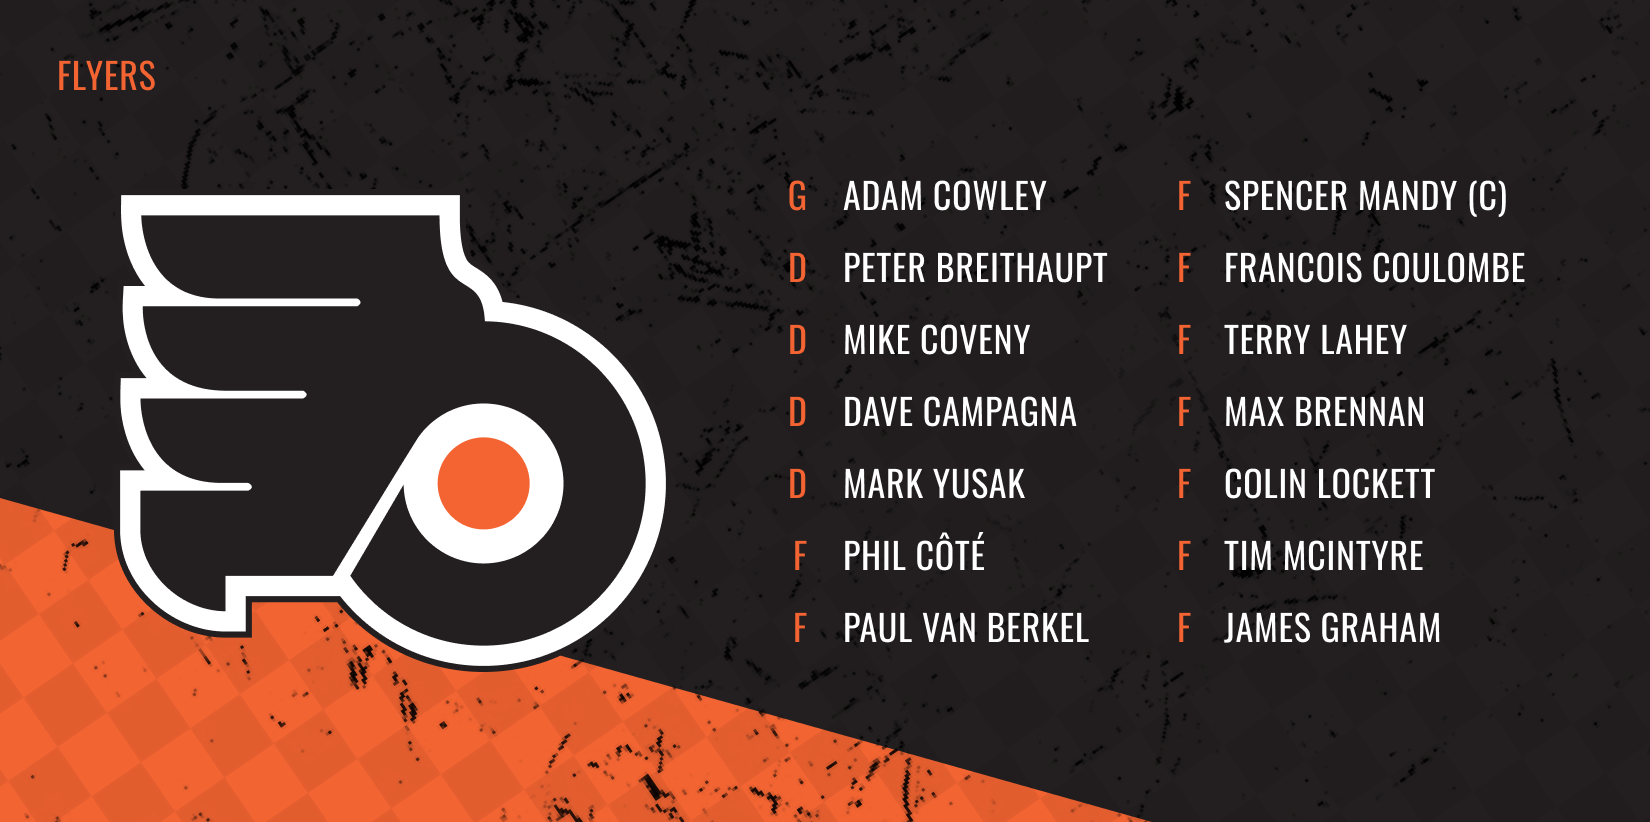 FLYERS
G ADAM COWLEY
D PETER BREITHAUPT
D MIKE COVENY
D DAVE CAMPAGNA
D MARK YUSAK
F PHIL CÔTÉ
F PAUL VAN BERKEL
F SPENCER MANDY (C)
F FRANCOIS COULOMBE
F TERRY LAHEY
F MAX BRENNAN
F COLIN LOCKETT
F TIM MCINTYRE
F JAMES GRAHAM